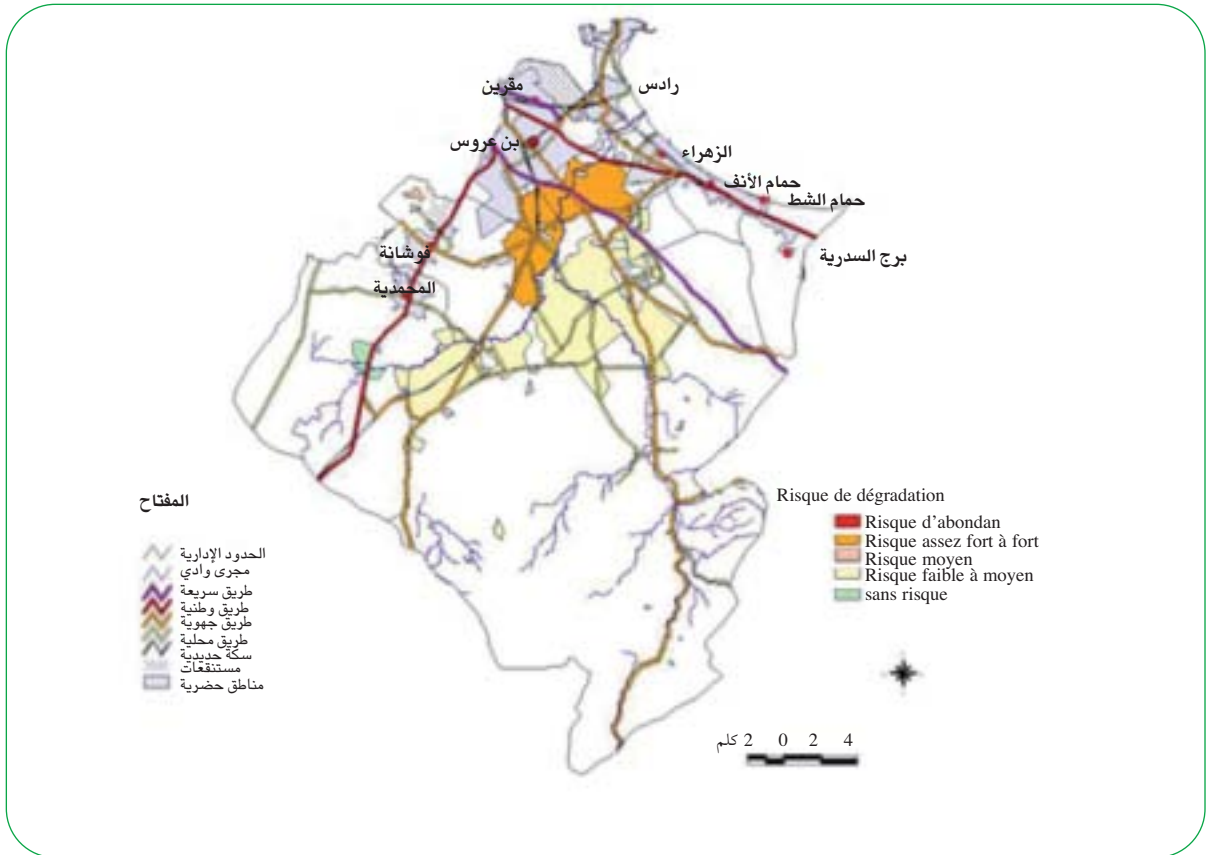 رادس
مقرين
بن عروس
الزهراء
حمام الأنف
حمام الشط
برج السدرية
فوشانة
المحمدية
المفتاح
الحدود الإدارية
مجرى وادي
طريق سريعة
طريق وطنية
طريق جهوية
طريق محلية
سكة حديدية
مستنقعات
مناطق حضرية
Risque de dégradation
Risque d'abondan
Risque assez fort à fort
Risque moyen
Risque faible à moyen
sans risque
كلم 2 0 2 4